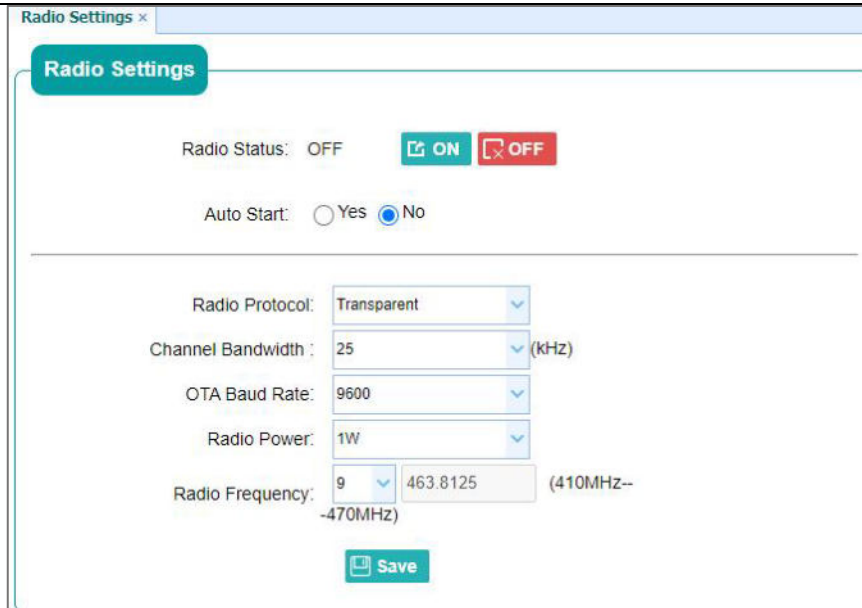 Radio Settings ×
Radio Settings
Radio Status: OFF ON OFF
Auto Start: Yes No
Radio Protocol: Transparent
Channel Bandwidth : 25 (kHz)
OTA Baud Rate: 9600
Radio Power: 1W
Radio Frequency: 9 463.8125 (410MHz--
-470MHz)
Save